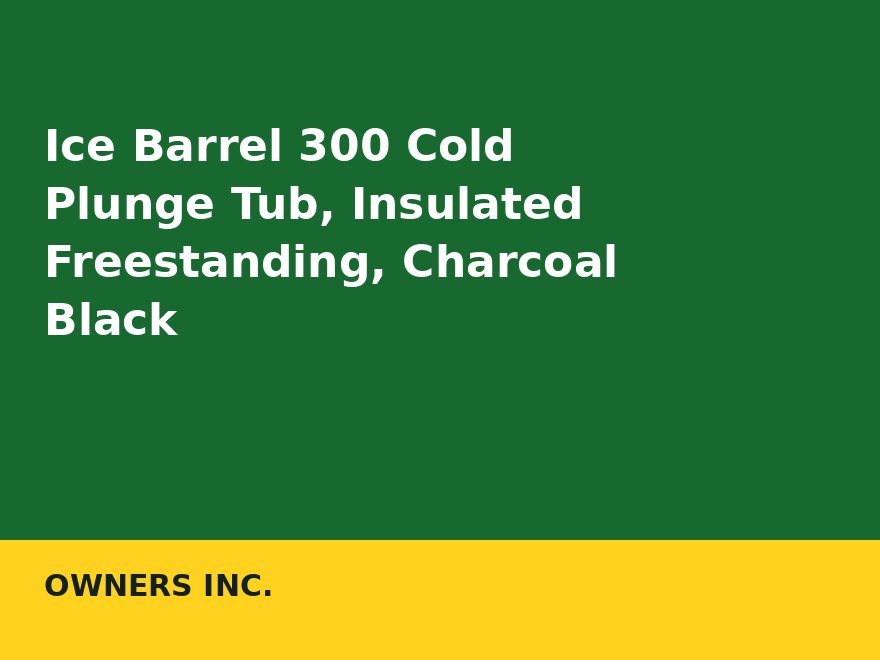 Ice Barrel 300 Cold
Plunge Tub, Insulated
Freestanding, Charcoal
Black
OWNERS INC.